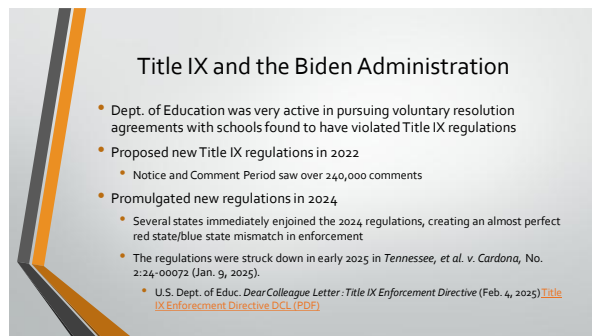 Title IX and the Biden Administration
Dept. of Education was very active in pursuing voluntary resolution
agreements with schools found to have violated Title IX regulations
Proposed new Title IX regulations in 2022
Notice and Comment Period saw over 240,000 comments
Promulgated new regulations in 2024
Several states immediately enjoined the 2024 regulations, creating an almost perfect
red state/blue state mismatch in enforcement
The regulations were struck down in early 2025 in Tennessee, et al. v. Cardona, No.
2:24-00072 (Jan. 9, 2025).
U.S. Dept. of Educ. Dear Colleague Letter: Title IX Enforcement Directive (Feb. 4, 2025) Title
IX Enforecment Directive DCL (PDF)